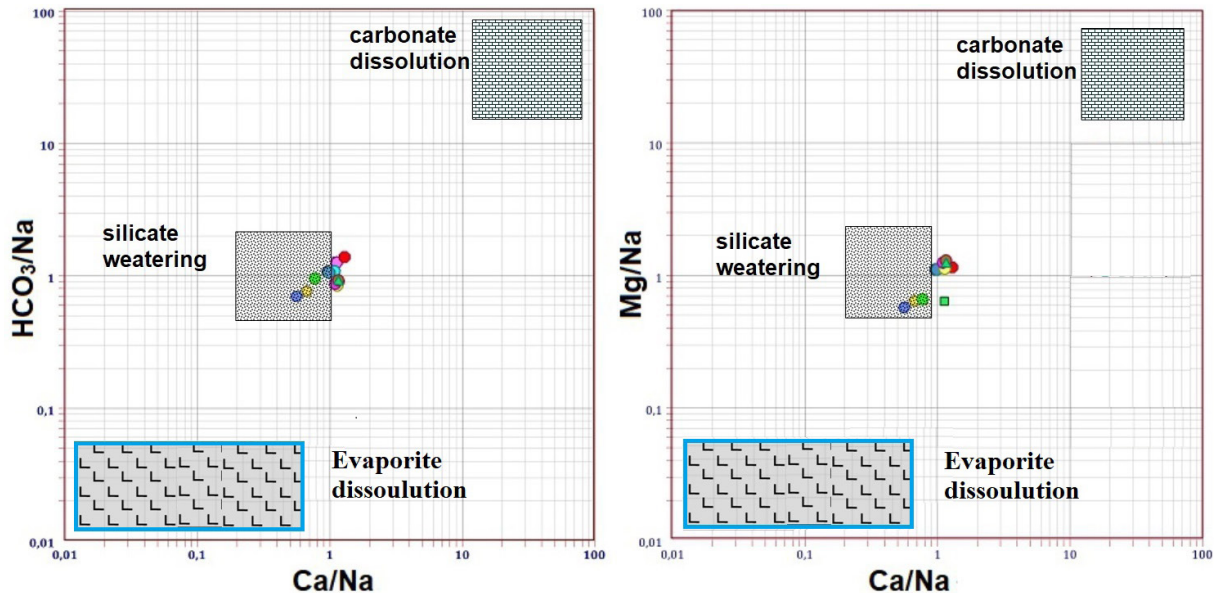 100
carbonate
dissolution
10
silicate
weatering
1
HCO₃/Na
0,1
Evaporite
dissoulution
0,01
0,01
0,1
1
10
100
Ca/Na
100
carbonate
dissolution
10
silicate
weatering
1
Mg/Na
0,1
Evaporite
dissoulution
0,01
0,01
0,1
1
10
100
Ca/Na